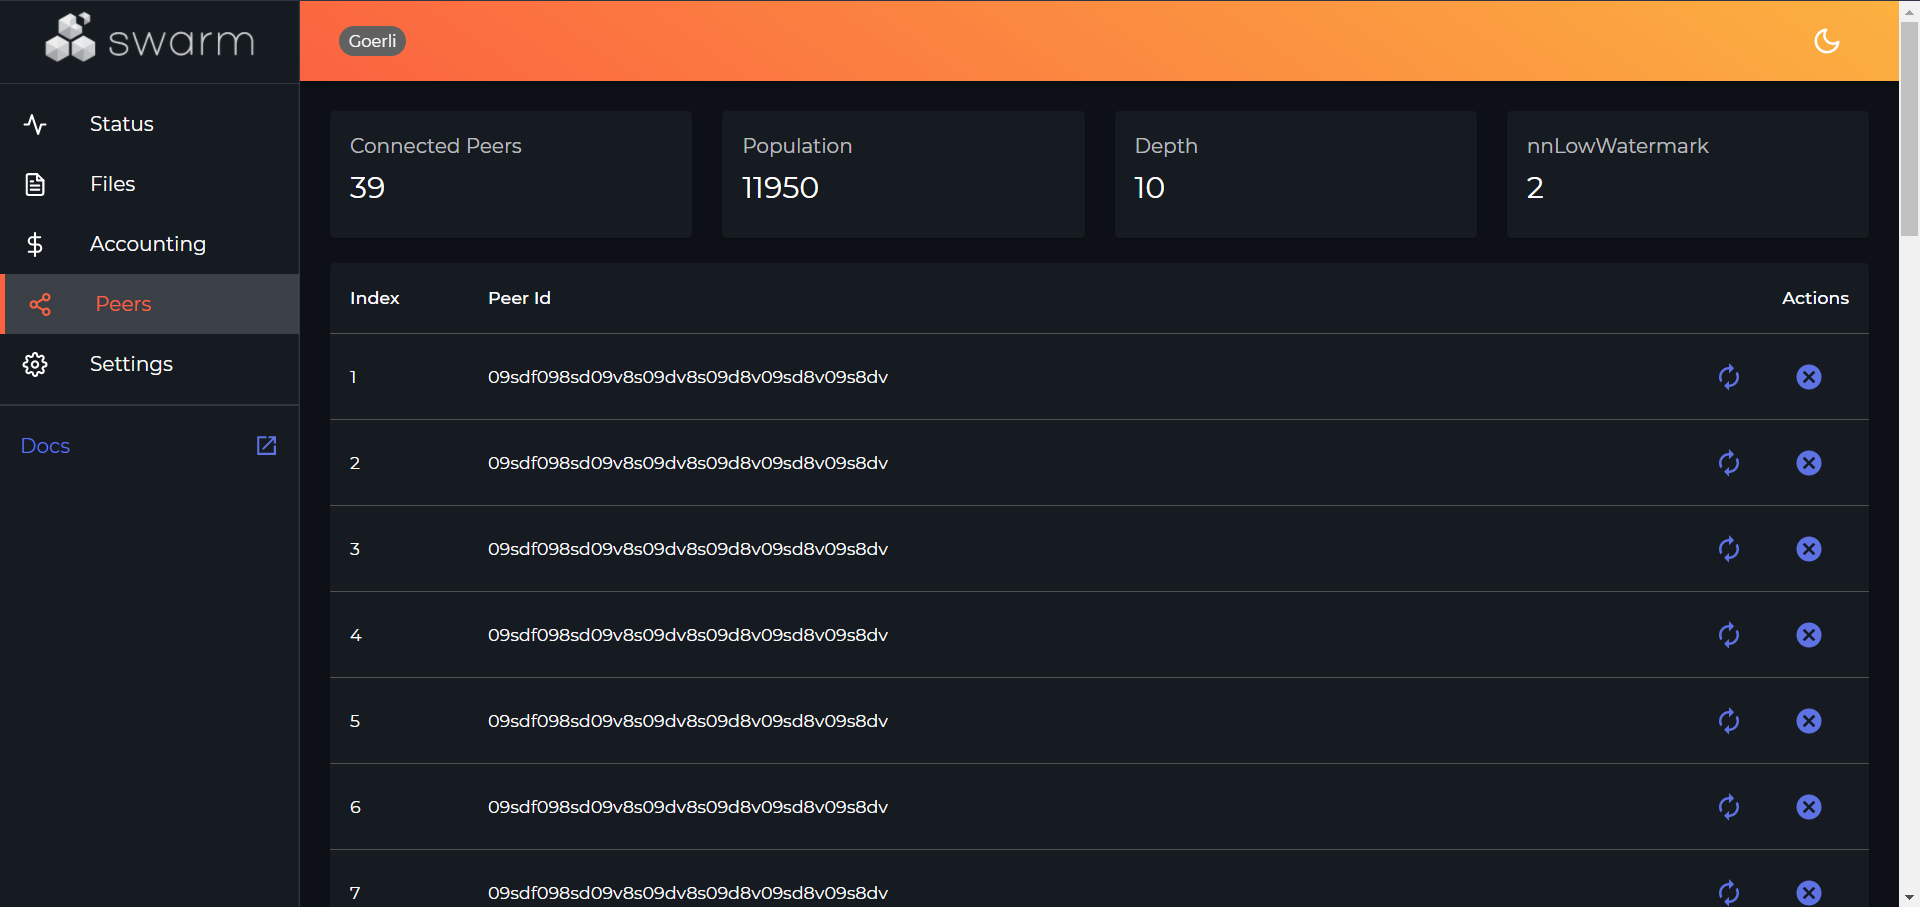 swarm
Goerli
Status
Files
Accounting
Peers
Settings
Docs
Connected Peers
39
Population
11950
Depth
10
nnLowWatermark
2
Index Peer Id Actions
1 09sdf098sd09v8s09dv8s09d8v09sd8v09s8dv
2 09sdf098sd09v8s09dv8s09d8v09sd8v09s8dv
3 09sdf098sd09v8s09dv8s09d8v09sd8v09s8dv
4 09sdf098sd09v8s09dv8s09d8v09sd8v09s8dv
5 09sdf098sd09v8s09dv8s09d8v09sd8v09s8dv
6 09sdf098sd09v8s09dv8s09d8v09sd8v09s8dv
7 09sdf098sd09v8s09dv8s09d8v09sd8v09s8dv